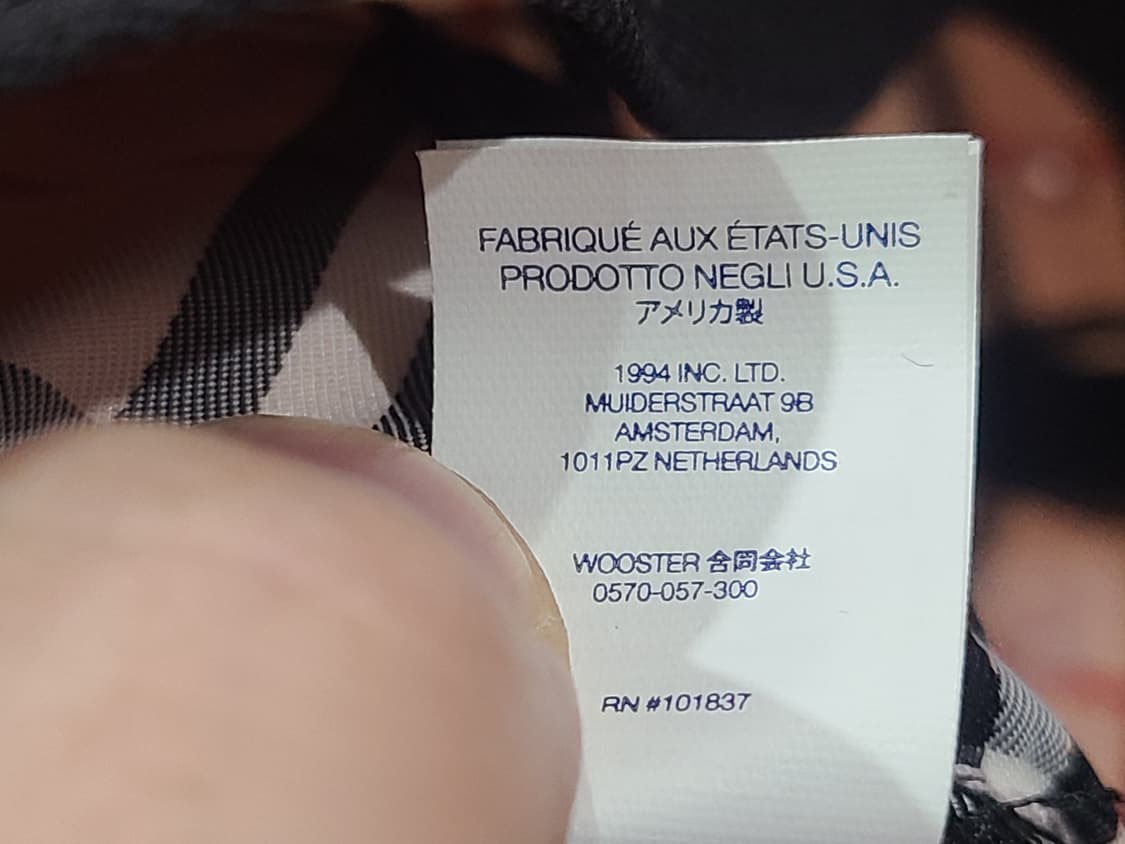 FABRIQUÉ AUX ÉTATS-UNIS
PRODOTTO NEGLI U.S.A.
アメリカ製
1994 INC. LTD.
MUIDERSTRAAT 9B
AMSTERDAM,
1011PZ NETHERLANDS
WOOSTER 合同会社
0570-057-300
RN #101837